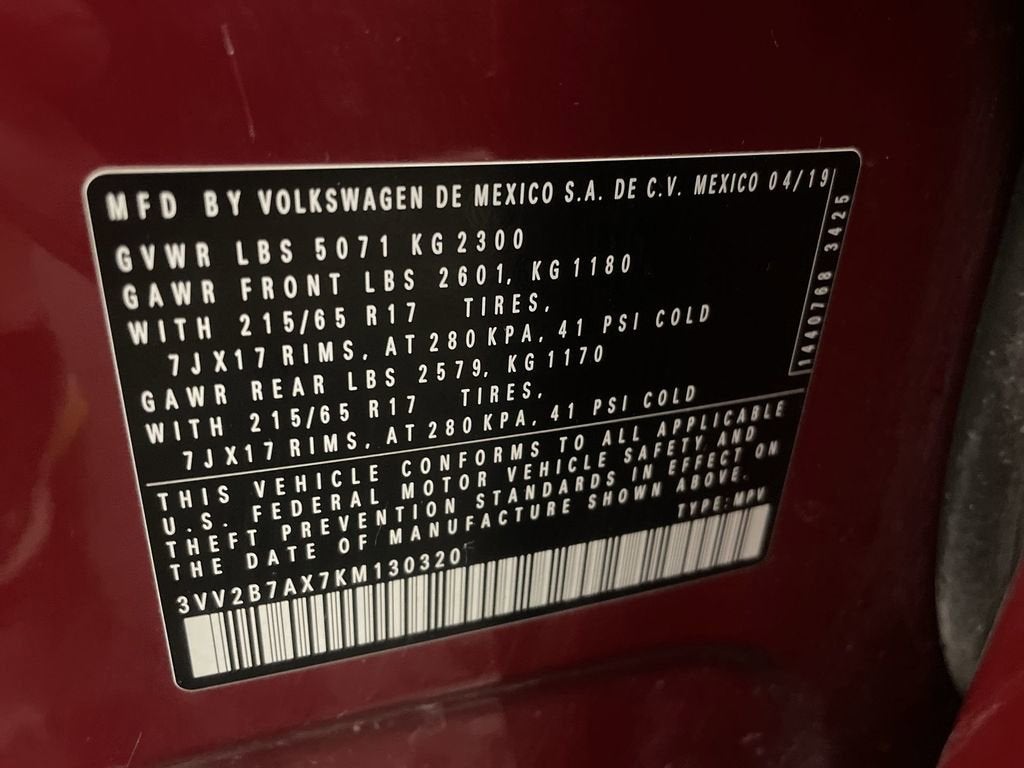 MFD BY VOLKSWAGEN DE MEXICO S.A. DE C.V. MEXICO 04/19
GVWR LBS 5071 KG 2300
GAWR FRONT LBS 2601, KG 1180
WITH 215/65 R17 TIRES,
7JX17 RIMS, AT 280 KPA, 41 PSI COLD
GAWR REAR LBS 2579, KG 1170
WITH 215/65 R17 TIRES,
7JX17 RIMS, AT 280 KPA, 41 PSI COLD
1440768 3425
THIS VEHICLE CONFORMS TO ALL APPLICABLE
U.S. FEDERAL MOTOR VEHICLE SAFETY AND
THEFT PREVENTION STANDARDS IN EFFECT ON
THE DATE OF MANUFACTURE SHOWN ABOVE.
3VV2B7AX7KM130320 TYPE: MPV